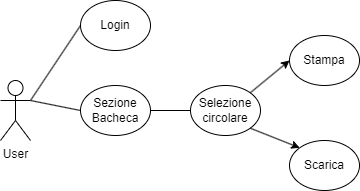 Login
Stampa
Sezione
Bacheca
Selezione
circolare
User
Scarica